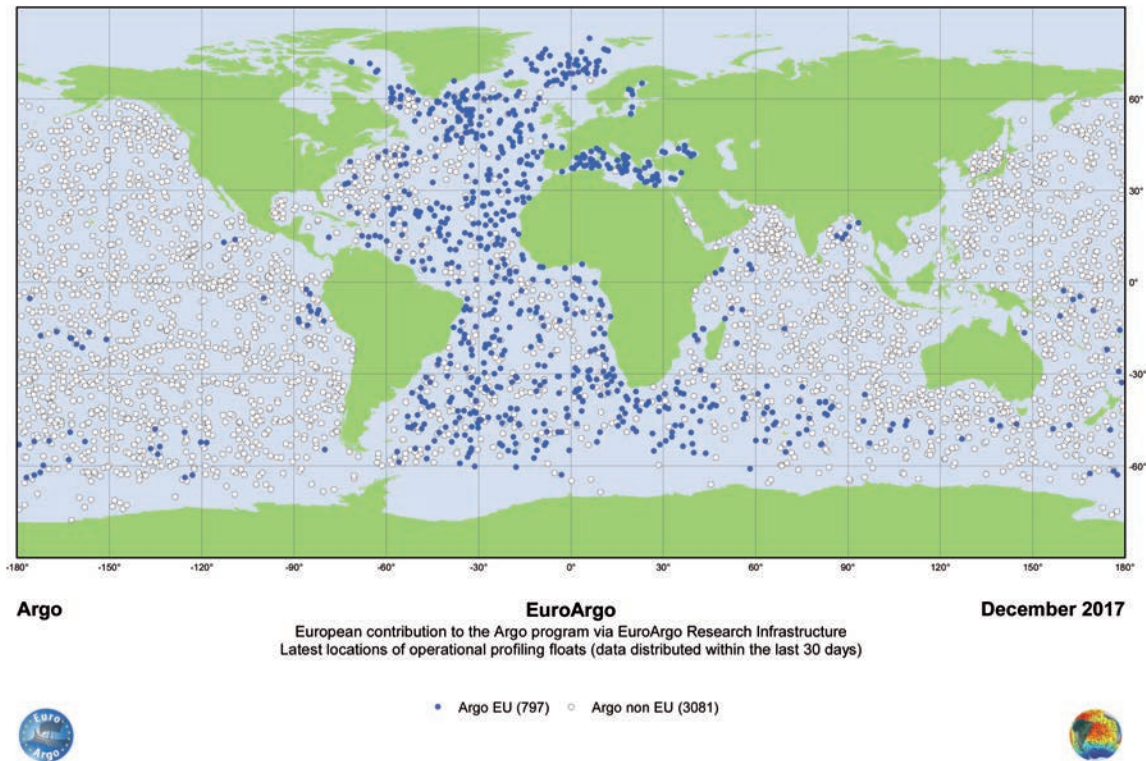 60°
30°
0°
-30°
-60°
-180° -150° -120° -90° -60° -30° 0° 30° 60° 90° 120° 150° 180°
Argo EuroArgo December 2017
European contribution to the Argo program via EuroArgo Research Infrastructure
Latest locations of operational profiling floats (data distributed within the last 30 days)
Argo EU (797) Argo non EU (3081)
Euro
Argo